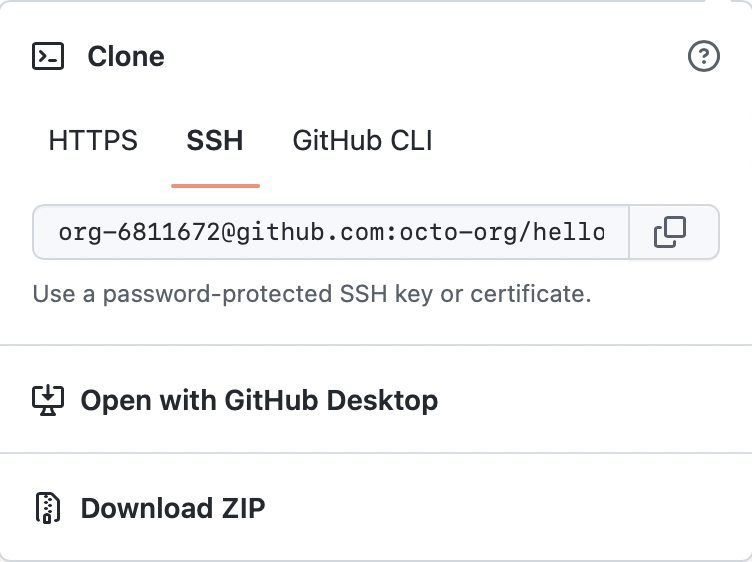 Clone
HTTPS SSH GitHub CLI
org-6811672@github.com:octo-org/hello
Use a password-protected SSH key or certificate.
Open with GitHub Desktop
Download ZIP